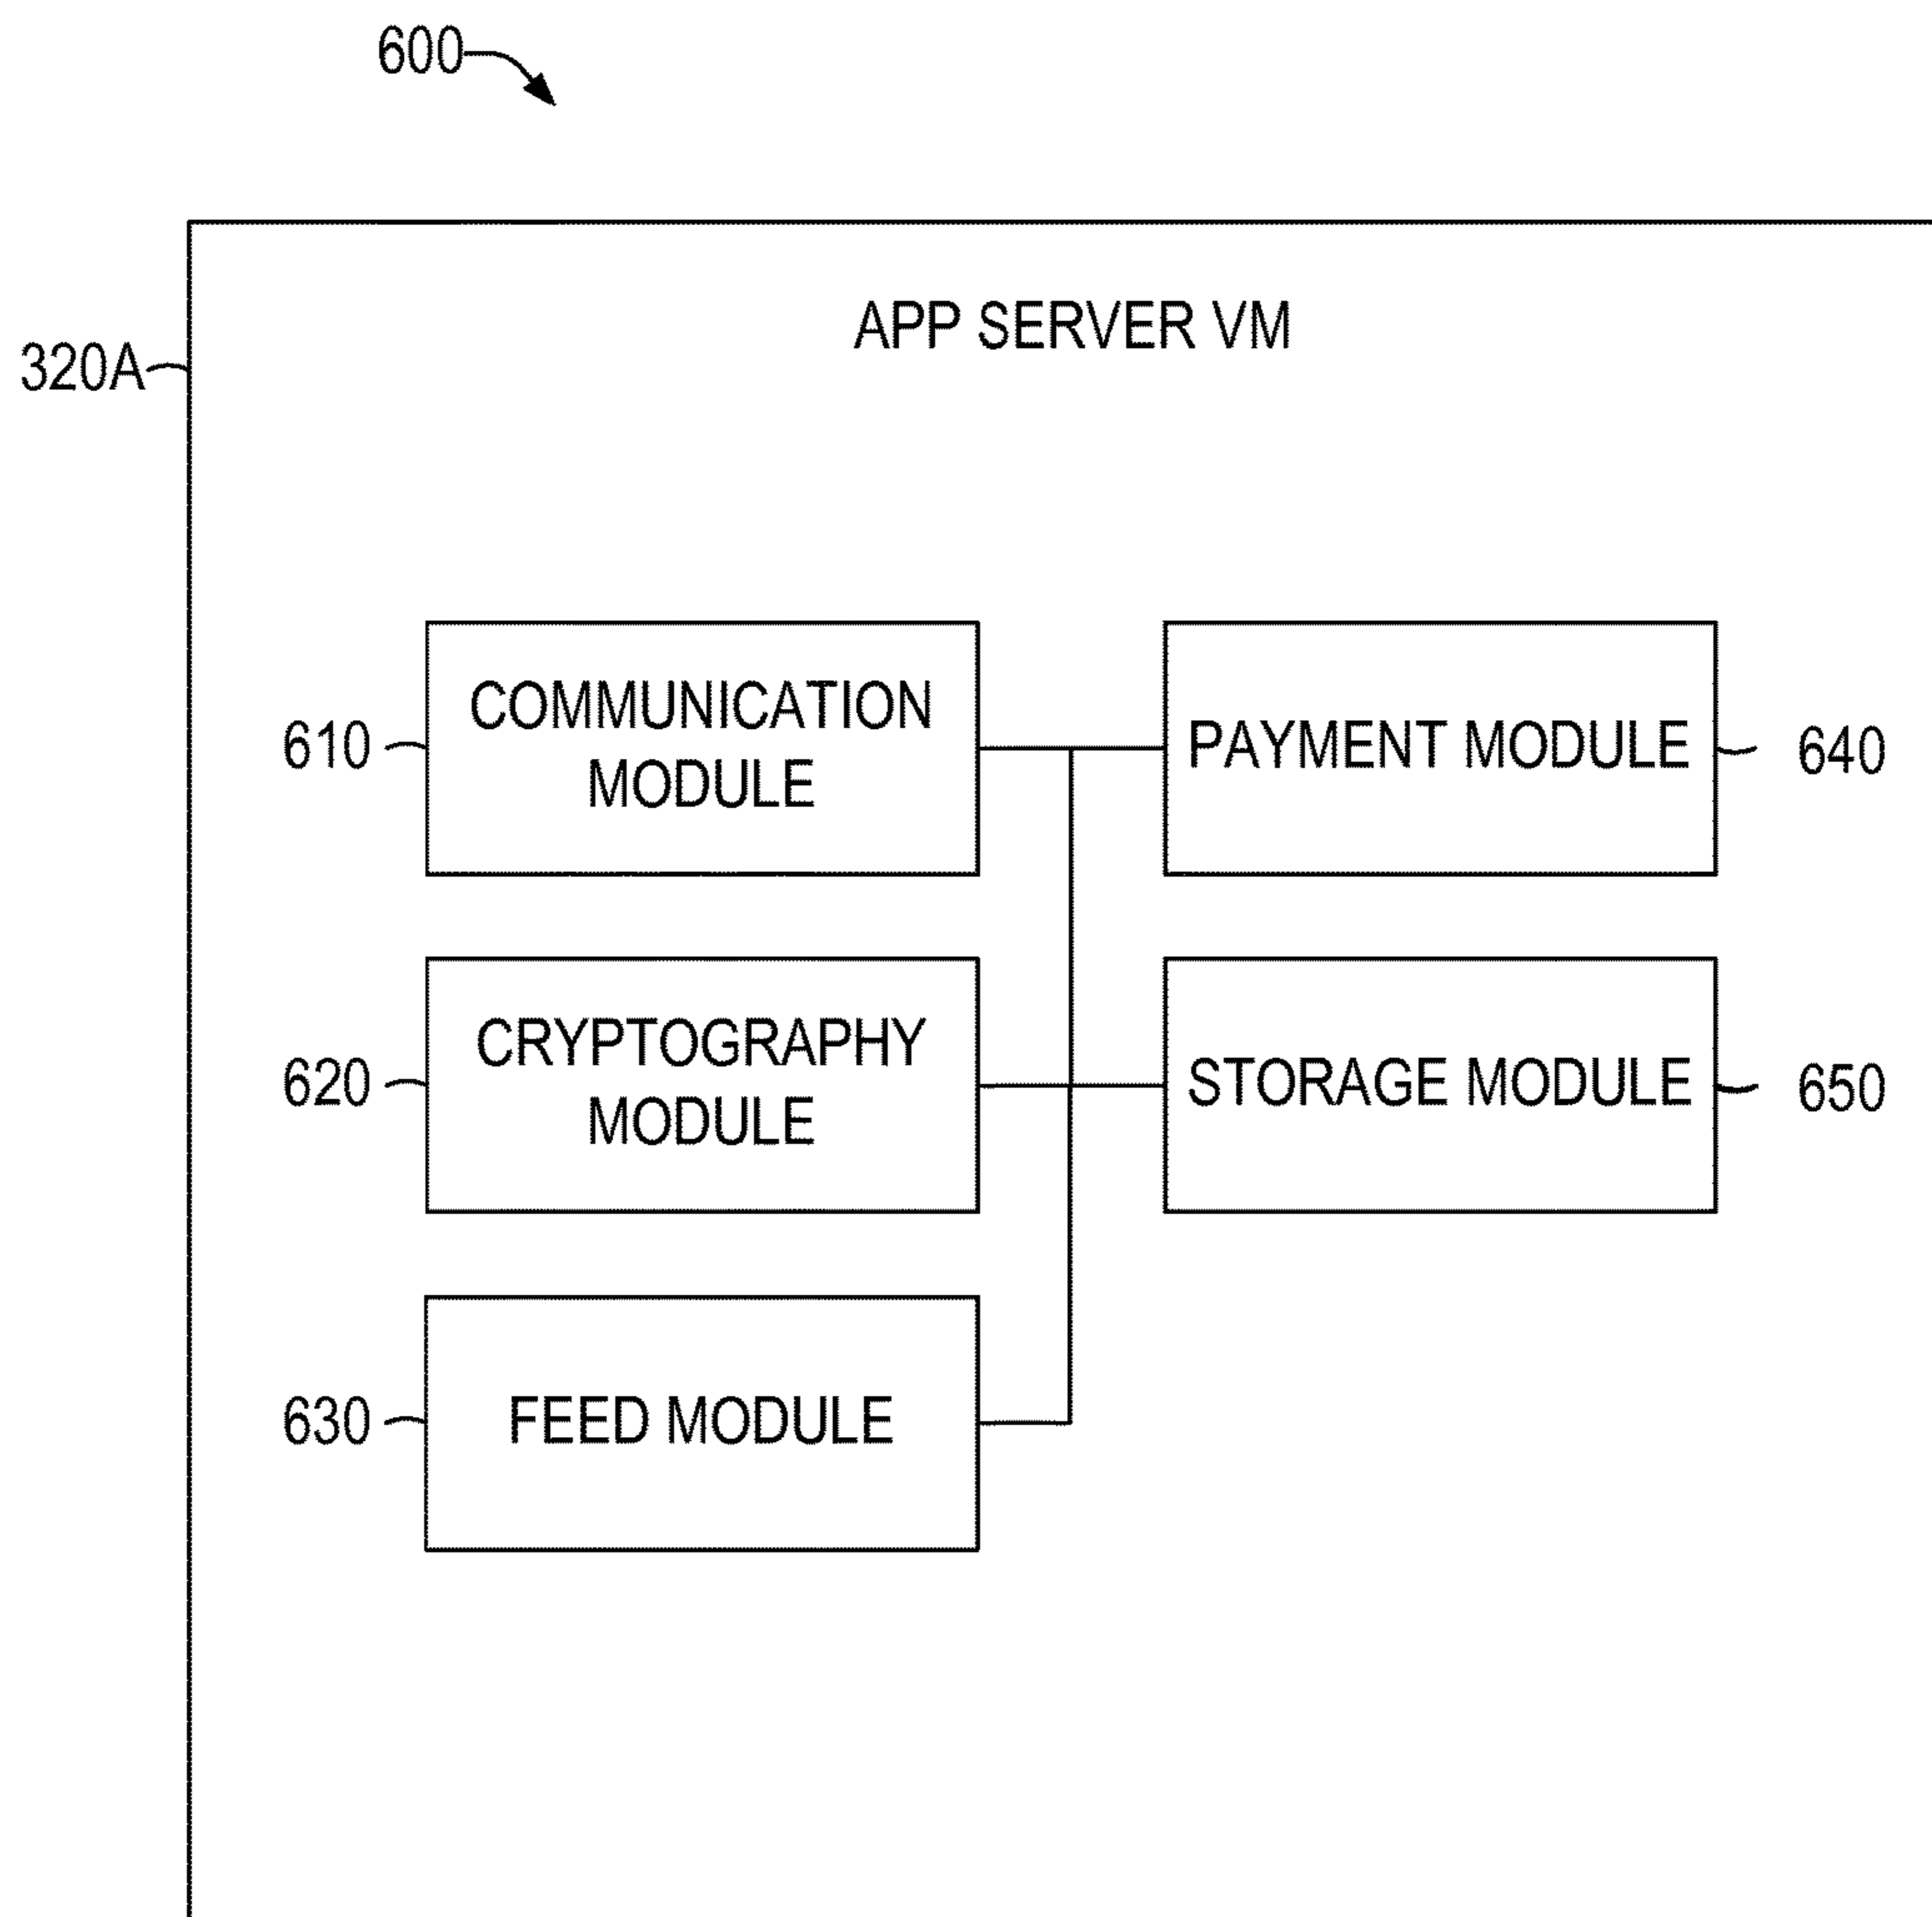 600
APP SERVER VM
320A
COMMUNICATION
MODULE
610
PAYMENT MODULE
640
CRYPTOGRAPHY
MODULE
620
STORAGE MODULE
650
FEED MODULE
630